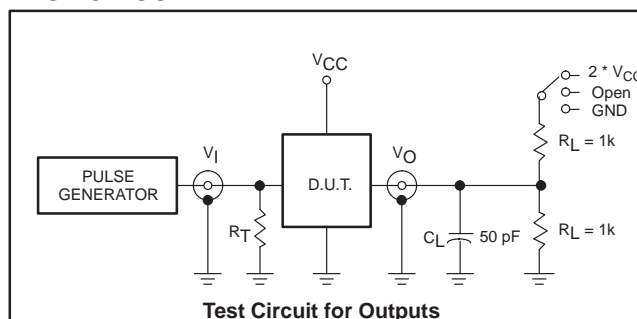 VCC
2 * VCC
Open
GND
RL = 1k
VI
VO
PULSE
GENERATOR
D.U.T.
RT
CL
50 pF
RL = 1k
Test Circuit for Outputs